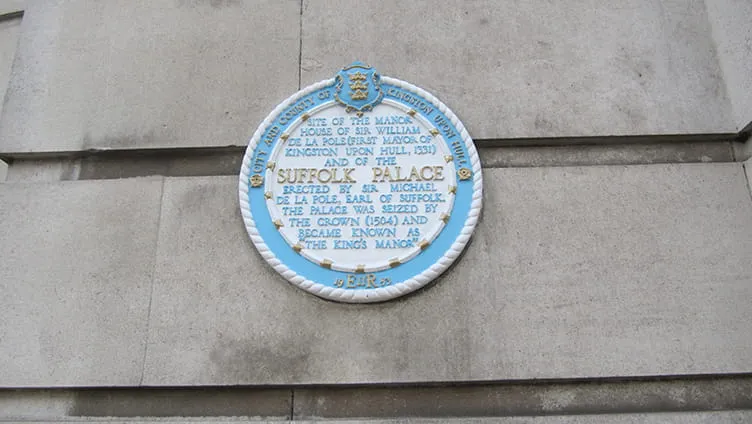 CITY AND COUNTY OF KINGSTON UPON HULL
SITE OF THE MANOR
HOUSE OF SIR WILLIAM
DE LA POLE (FIRST MAYOR OF
KINGSTON UPON HULL, 1331)
AND OF THE
SUFFOLK PALACE
ERECTED BY SIR MICHAEL
DE LA POLE, EARL OF SUFFOLK.
THE PALACE WAS SEIZED BY
THE CROWN (1504) AND
BECAME KNOWN AS
"THE KING'S MANOR"
19 EIIR 53